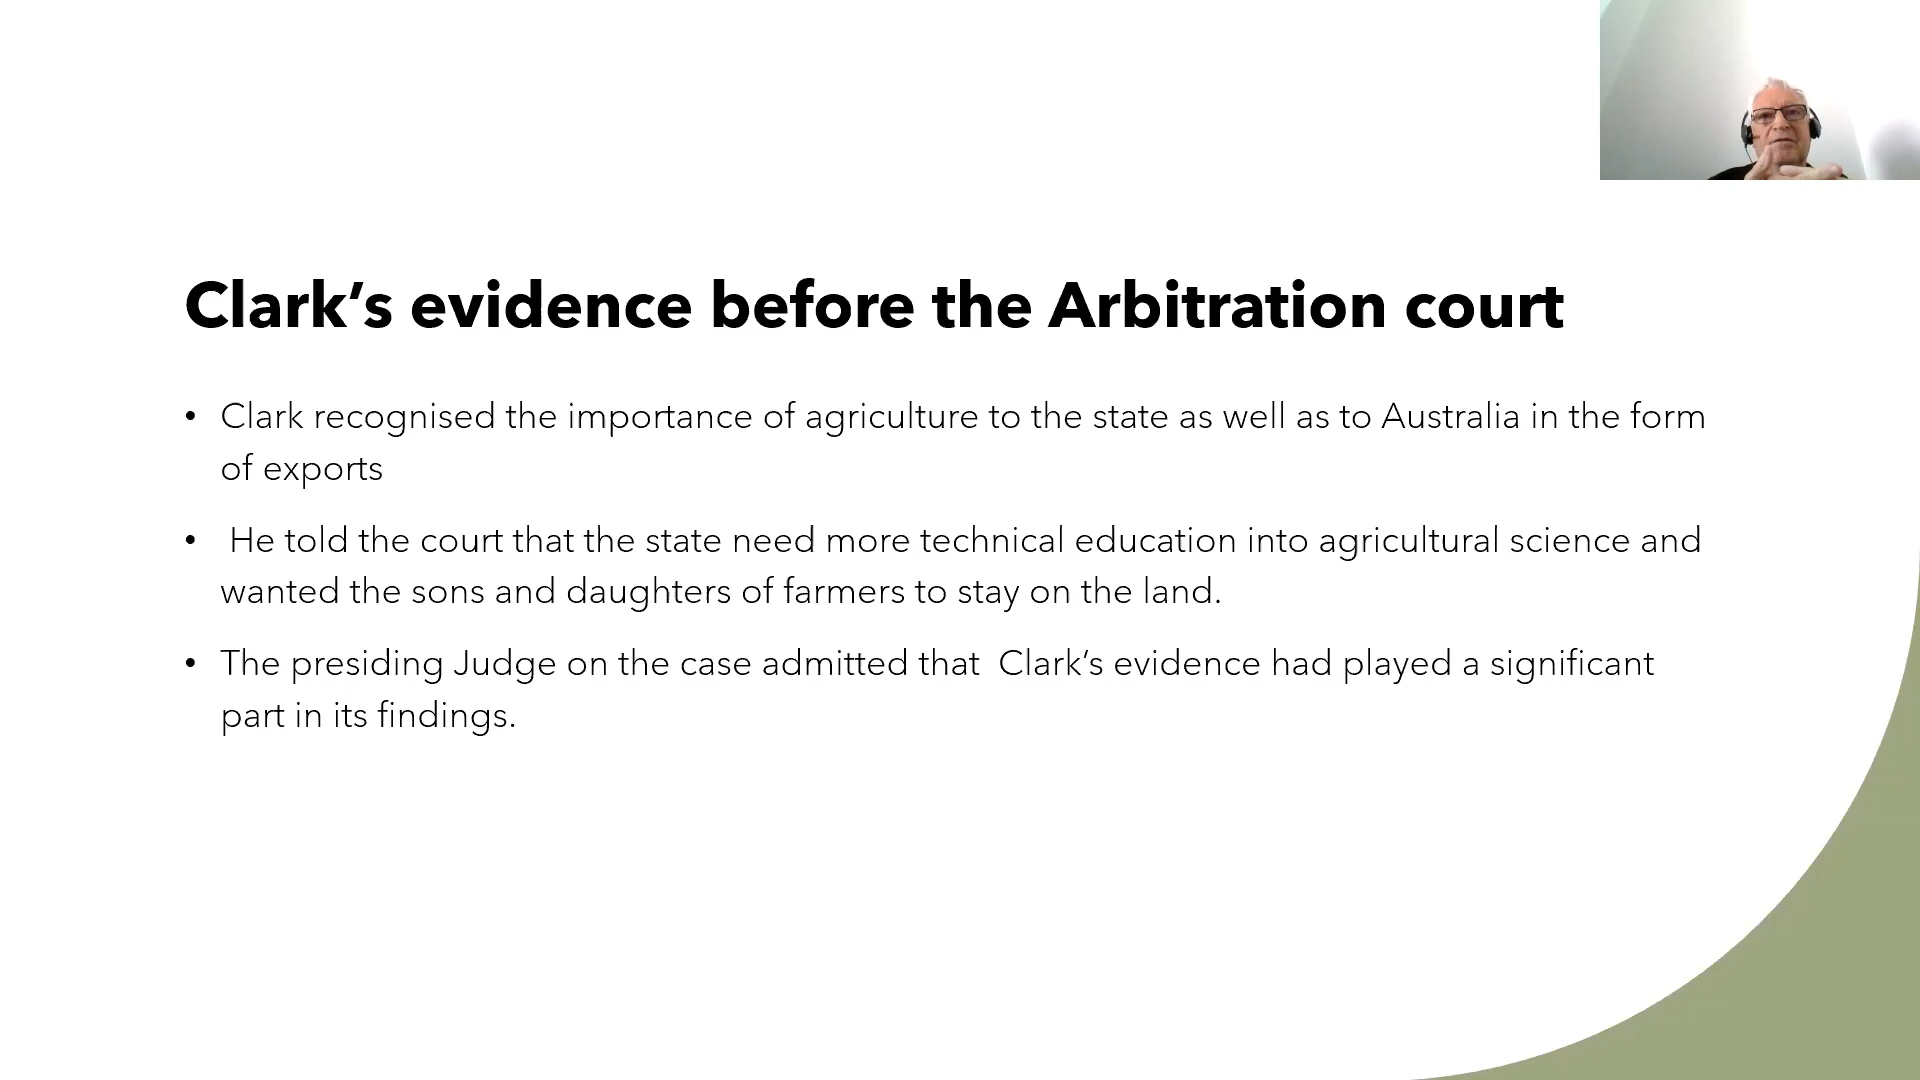 Clark’s evidence before the Arbitration court
• Clark recognised the importance of agriculture to the state as well as to Australia in the form
of exports
• He told the court that the state need more technical education into agricultural science and
wanted the sons and daughters of farmers to stay on the land.
• The presiding Judge on the case admitted that  Clark’s evidence had played a significant
part in its findings.